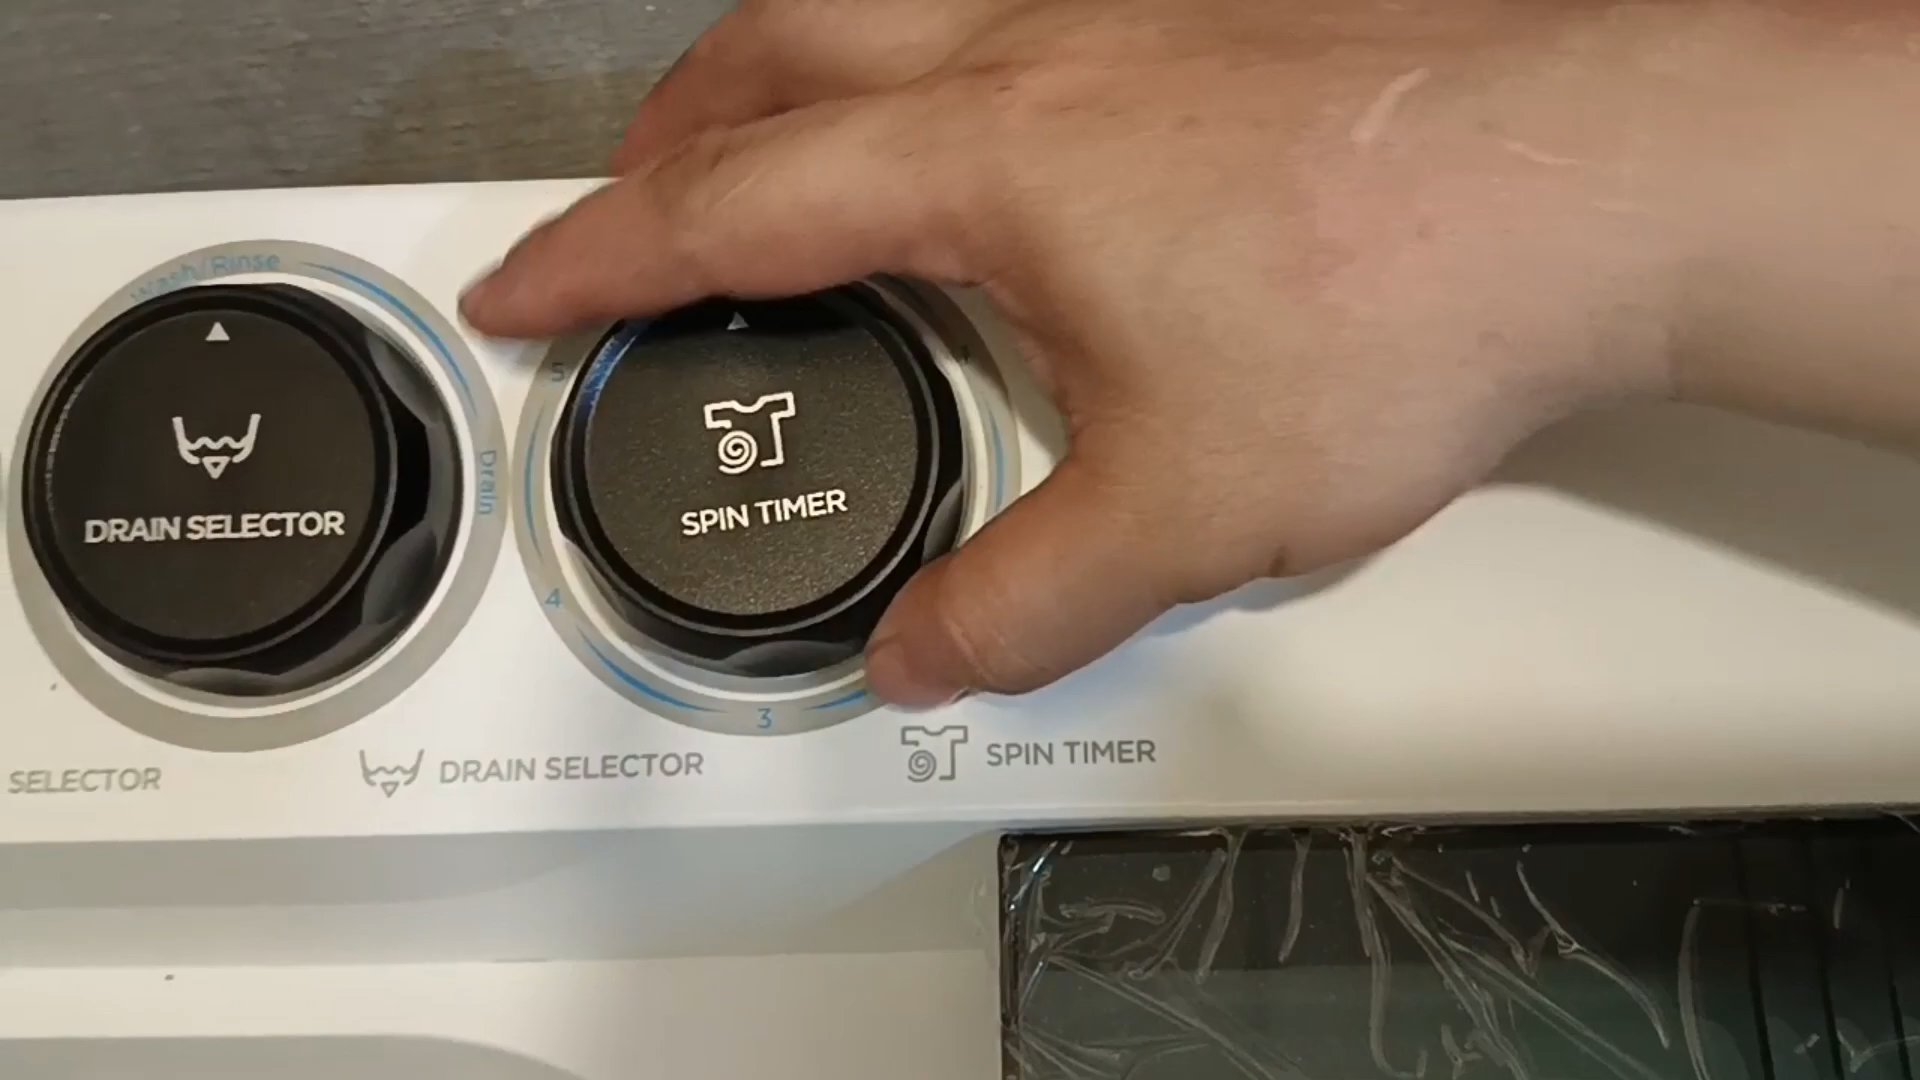 Wash/Rinse
Drain
DRAIN SELECTOR
5
4
3
SPIN TIMER
SELECTOR
DRAIN SELECTOR
SPIN TIMER